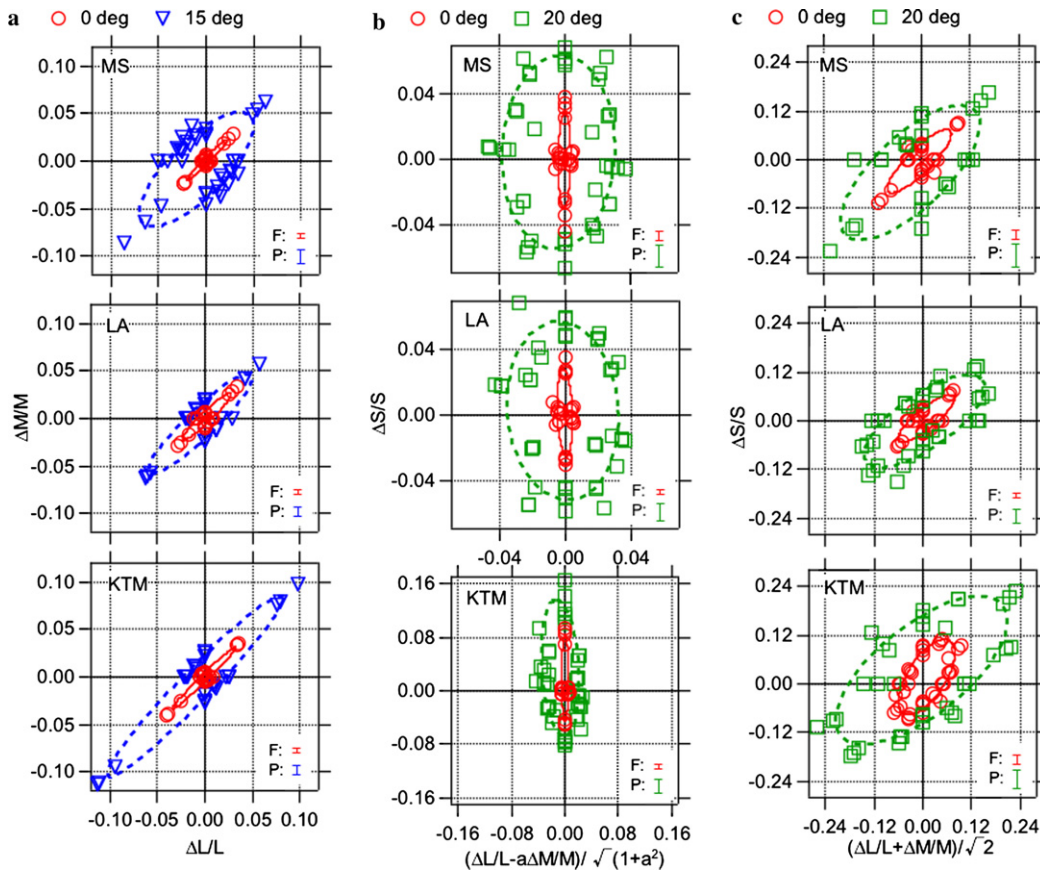 a ○ 0 deg ▽ 15 deg
b ○ 0 deg □ 20 deg
c ○ 0 deg □ 20 deg
MS
0.10
0.05
0.00
-0.05
-0.10
F:
P:
LA
0.10
0.05
0.00
-0.05
-0.10
F:
P:
ΔM/M
KTM
0.10
0.05
0.00
-0.05
-0.10
F:
P:
-0.10 -0.05 0.00 0.05 0.10
ΔL/L
MS
0.04
0.00
-0.04
F:
P:
LA
0.04
0.00
-0.04
F:
P:
-0.04 0.00 0.04
ΔS/S
KTM
0.16
0.08
0.00
-0.08
-0.16
F:
P:
-0.16 -0.08 0.00 0.08 0.16
(ΔL/L-aΔM/M)/ √(1+a²)
MS
0.24
0.12
0.00
-0.12
-0.24
F:
P:
LA
0.24
0.12
0.00
-0.12
-0.24
F:
P:
ΔS/S
KTM
0.24
0.12
0.00
-0.12
-0.24
F:
P:
-0.24 -0.12 0.00 0.12 0.24
(ΔL/L+ΔM/M)/√2